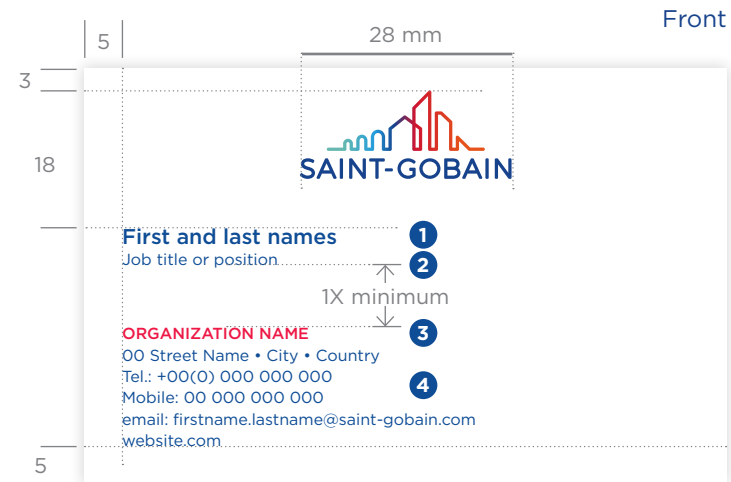 Front
5
28 mm
3
18
SAINT-GOBAIN
First and last names 1
Job title or position 2
1X minimum
ORGANIZATION NAME 3
00 Street Name • City • Country
Tel.: +00(0) 000 000 000
4
Mobile: 00 000 000 000
email: firstname.lastname@saint-gobain.com
website.com
5